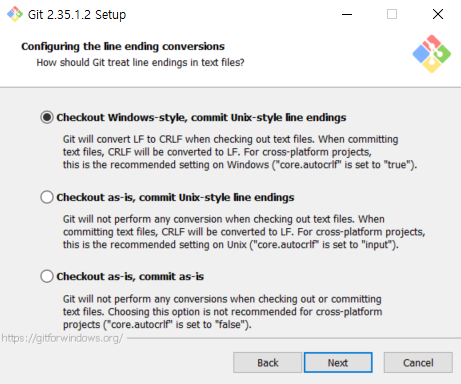 Git 2.35.1.2 Setup
Configuring the line ending conversions
How should Git treat line endings in text files?
Checkout Windows-style, commit Unix-style line endings
Git will convert LF to CRLF when checking out text files. When committing
text files, CRLF will be converted to LF. For cross-platform projects,
this is the recommended setting on Windows ("core.autocrlf" is set to "true").
Checkout as-is, commit Unix-style line endings
Git will not perform any conversion when checking out text files. When
committing text files, CRLF will be converted to LF. For cross-platform projects,
this is the recommended setting on Unix ("core.autocrlf" is set to "input").
Checkout as-is, commit as-is
Git will not perform any conversions when checking out or committing
text files. Choosing this option is not recommended for cross-platform
projects ("core.autocrlf" is set to "false").
https://gitforwindows.org/
Back Next Cancel